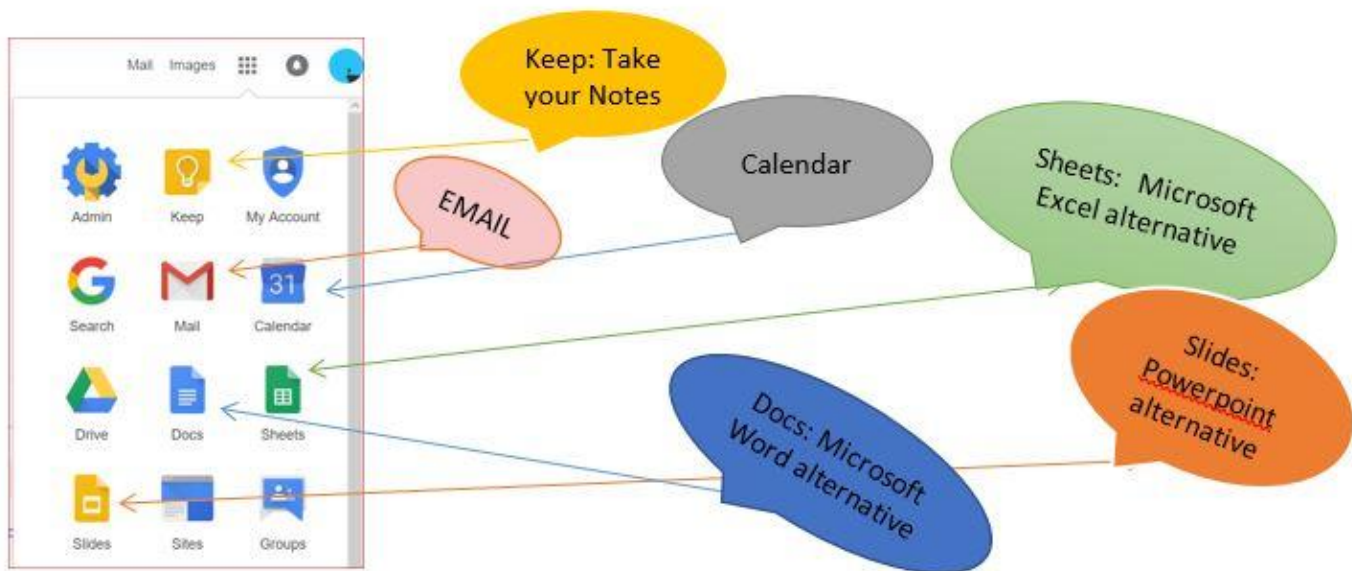 Mail Images
Admin Keep My Account
Search Mail Calendar
31
Drive Docs Sheets
Slides Sites Groups
Keep: Take
your Notes
EMAIL
Calendar
Sheets: Microsoft
Excel alternative
Slides:
Powerpoint
alternative
Docs: Microsoft
Word alternative